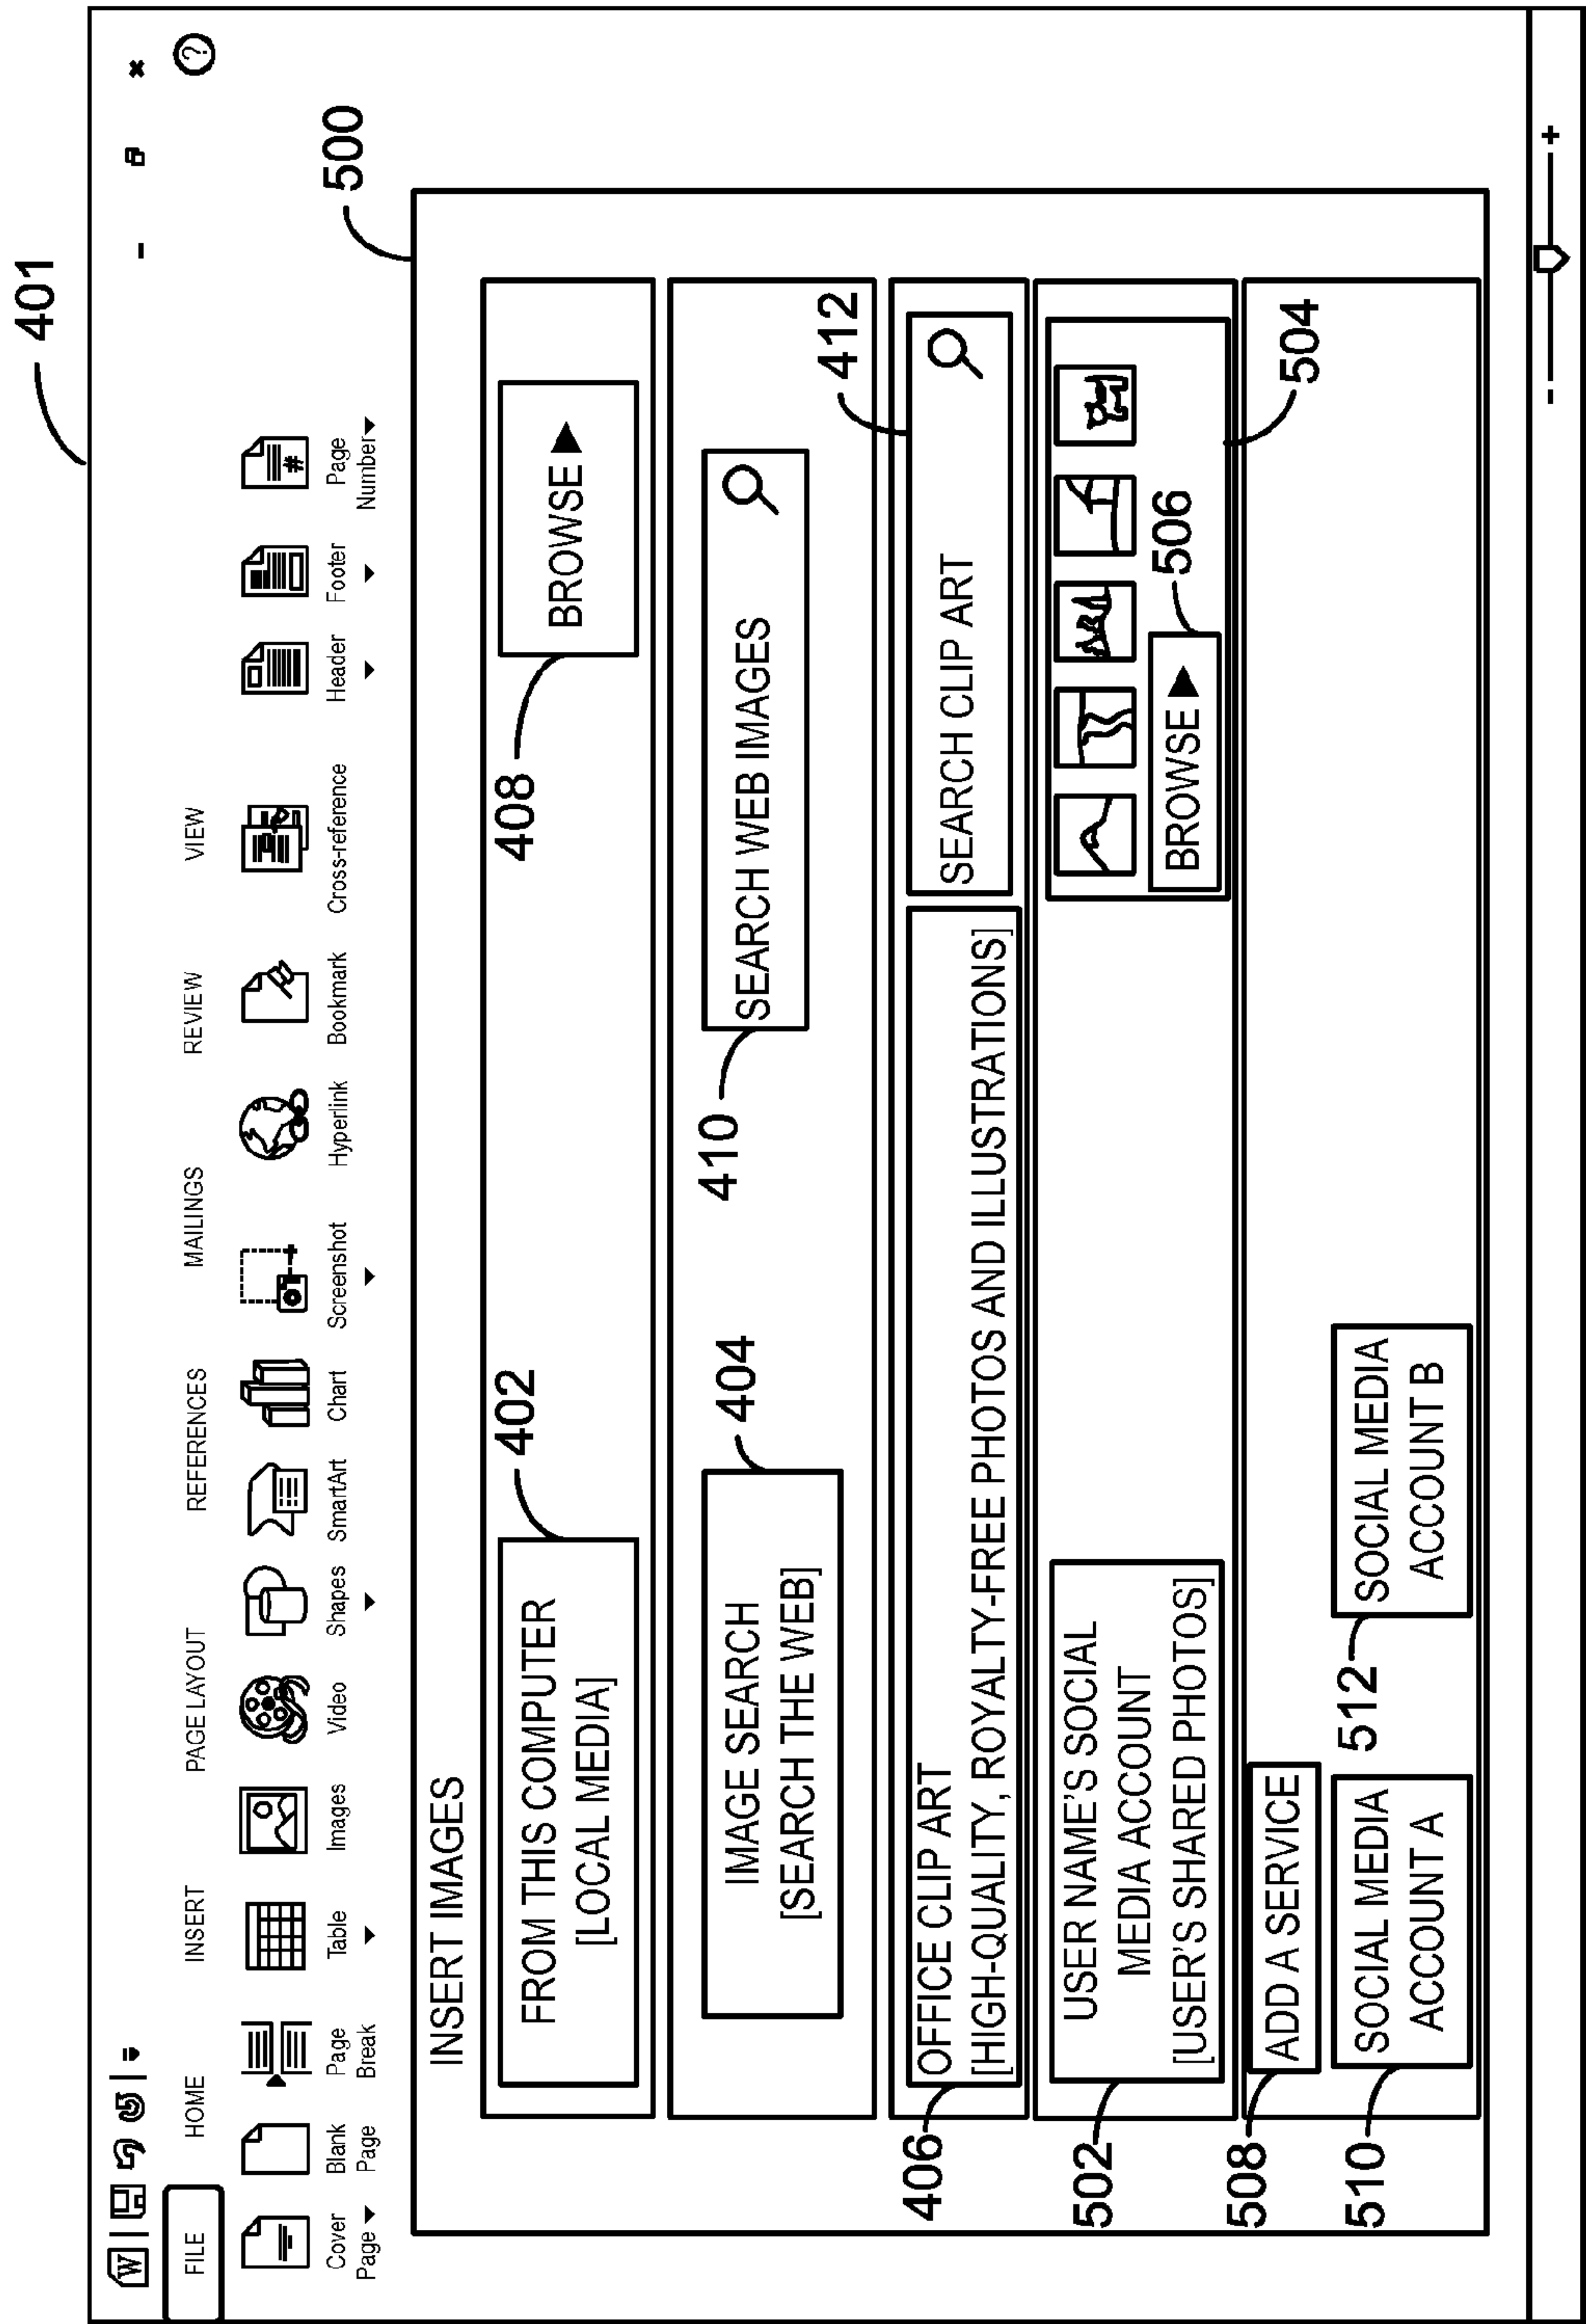 401
W
FILE HOME INSERT PAGE LAYOUT REFERENCES MAILINGS REVIEW VIEW
?
Cover
Page
Blank
Page
Page
Break
Table
Images
Video
Shapes
SmartArt
Chart
Screenshot
Hyperlink
Bookmark
Cross-reference
Header
Footer
#
Page
Number
500
INSERT IMAGES
FROM THIS COMPUTER
[LOCAL MEDIA]
402
408
BROWSE
IMAGE SEARCH
[SEARCH THE WEB]
404
410
SEARCH WEB IMAGES
406
OFFICE CLIP ART
[HIGH-QUALITY, ROYALTY-FREE PHOTOS AND ILLUSTRATIONS]
SEARCH CLIP ART
412
502
USER NAME'S SOCIAL
MEDIA ACCOUNT
[USER'S SHARED PHOTOS]
BROWSE
506
504
508
ADD A SERVICE
510
SOCIAL MEDIA
ACCOUNT A
512
SOCIAL MEDIA
ACCOUNT B
- +